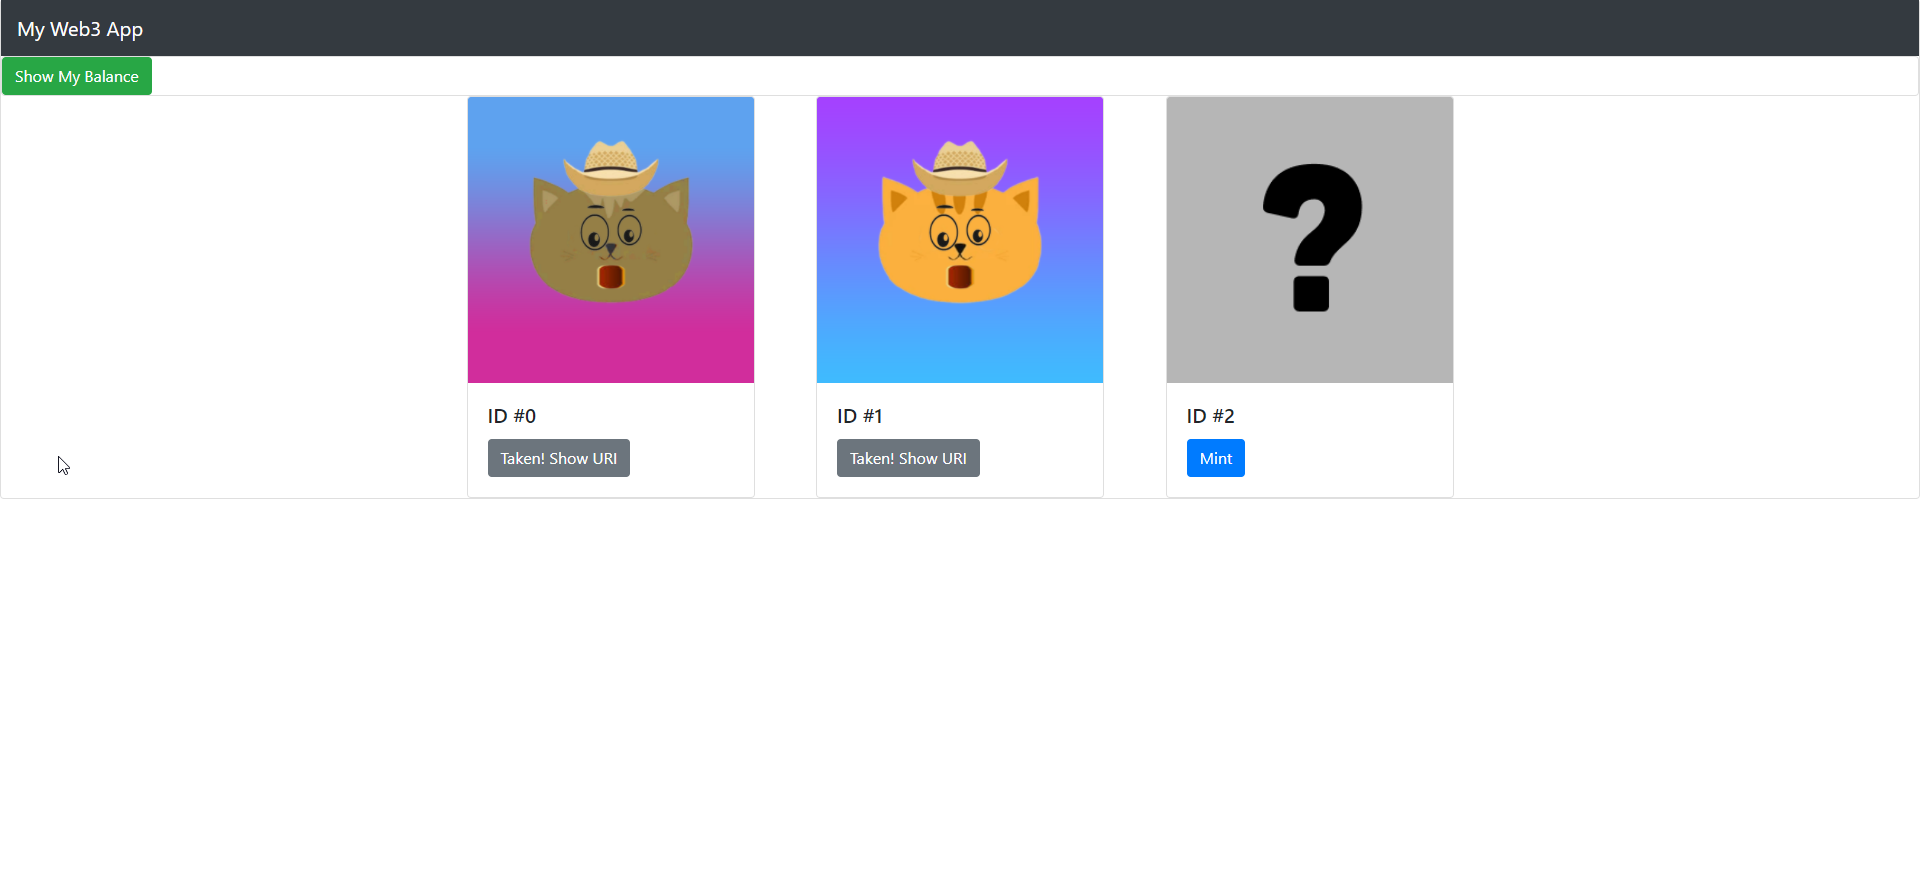 My Web3 App
Show My Balance
ID #0
Taken! Show URI
ID #1
Taken! Show URI
?
ID #2
Mint